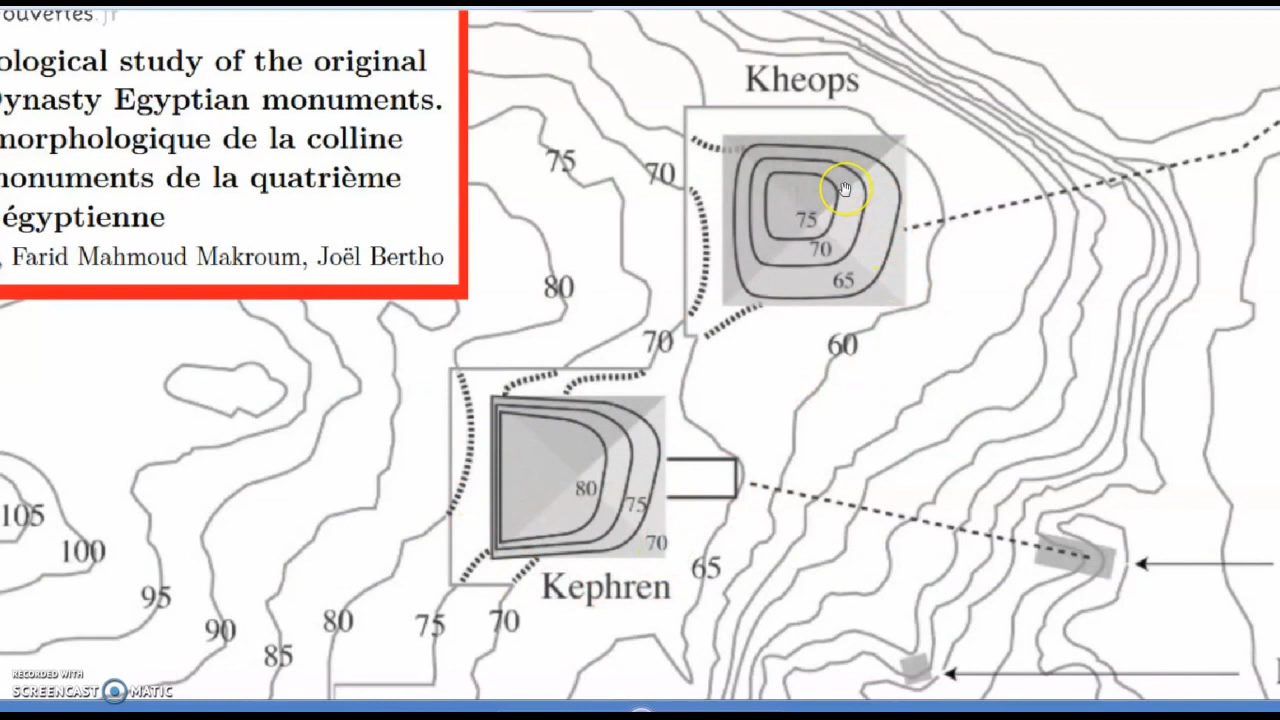 ouvertes.fr
ological study of the original
Dynasty Egyptian monuments.
morphologique de la colline
monuments de la quatrième
égyptienne
, Farid Mahmoud Makroum, Joël Bertho
Kheops
75
70
75
70
65
80
70
60
80
75
70
105
100
Kephren
65
95
90
80
75
70
85
RECORDED WITH
SCREENCAST MATIC